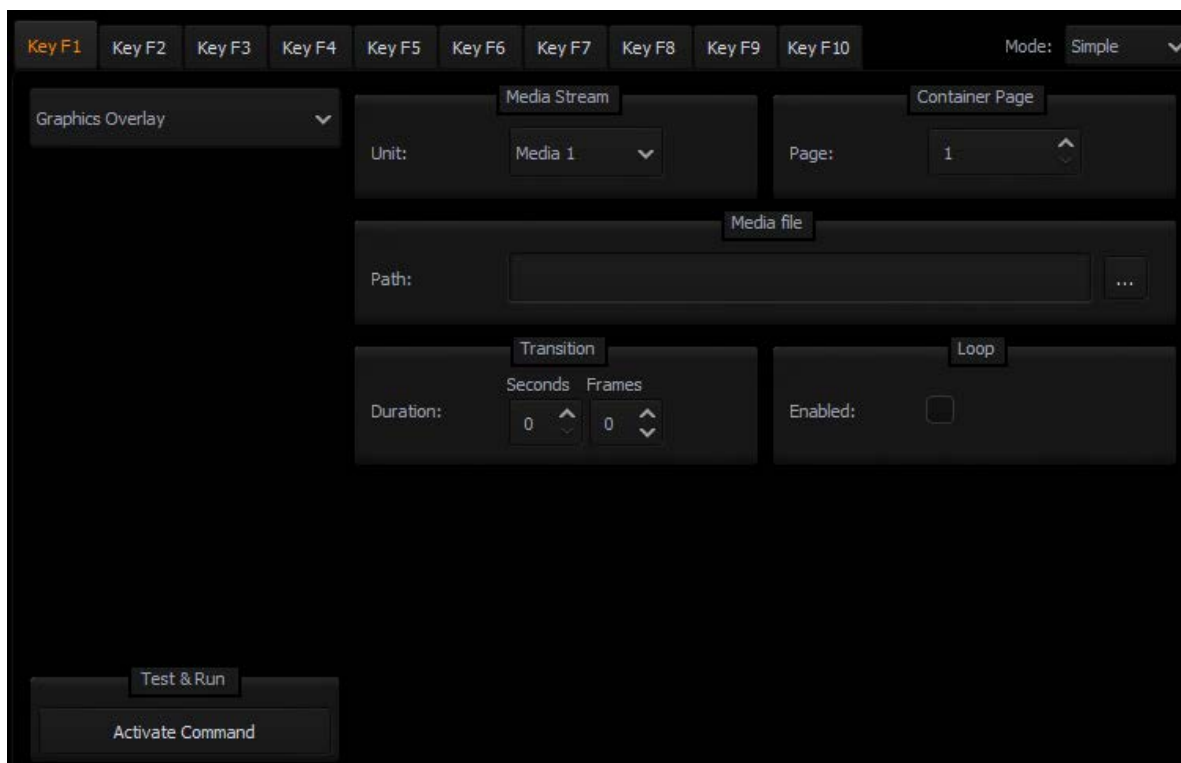 Key F1 Key F2 Key F3 Key F4 Key F5 Key F6 Key F7 Key F8 Key F9 Key F10 Mode: Simple
Graphics Overlay
Media Stream
Unit: Media 1
Container Page
Page: 1
Media file
Path: ...
Transition
Seconds Frames
Duration: 0 0
Loop
Enabled:
Test & Run
Activate Command